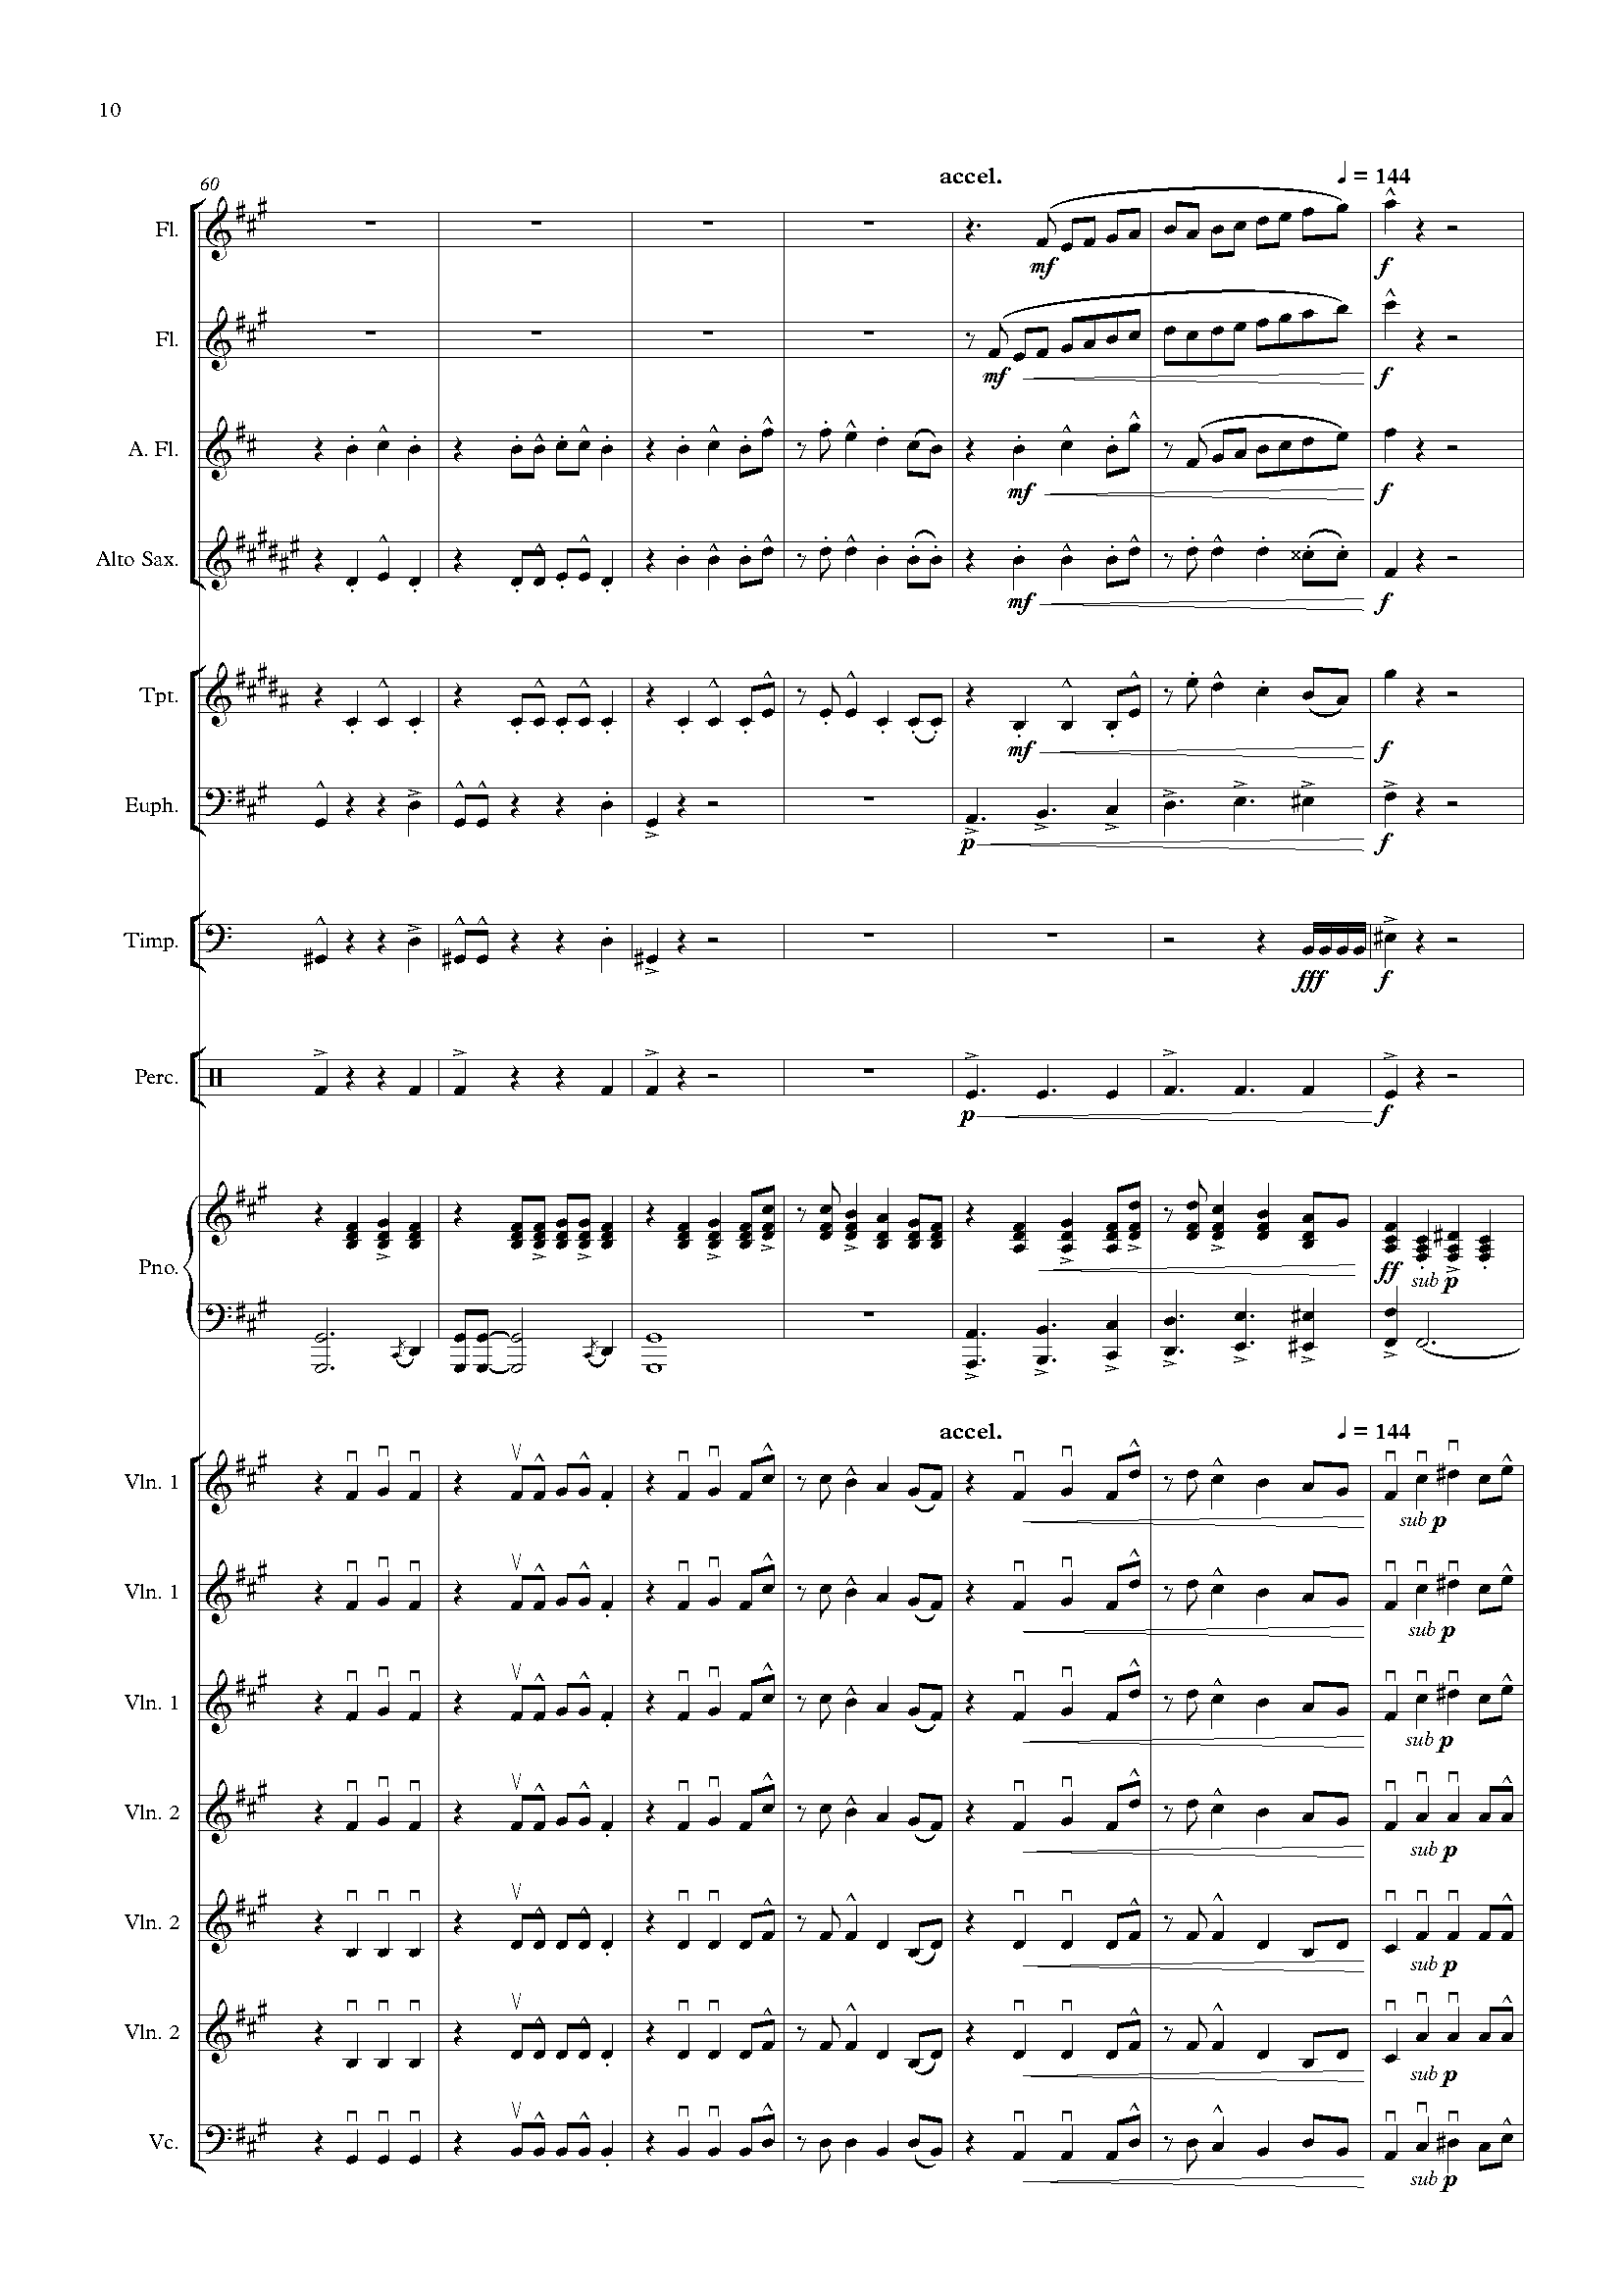 10
60
accel.
♩ = 144
Fl.
mf
f
Fl.
mf
f
A. Fl.
mf
f
Alto Sax.
mf
f
Tpt.
mf
f
Euph.
p
f
Timp.
fff
f
Perc.
p
f
Pno.
ff
sub p
accel.
♩ = 144
Vln. 1
sub p
Vln. 1
sub p
Vln. 1
sub p
Vln. 2
sub p
Vln. 2
sub p
Vln. 2
sub p
Vc.
sub p